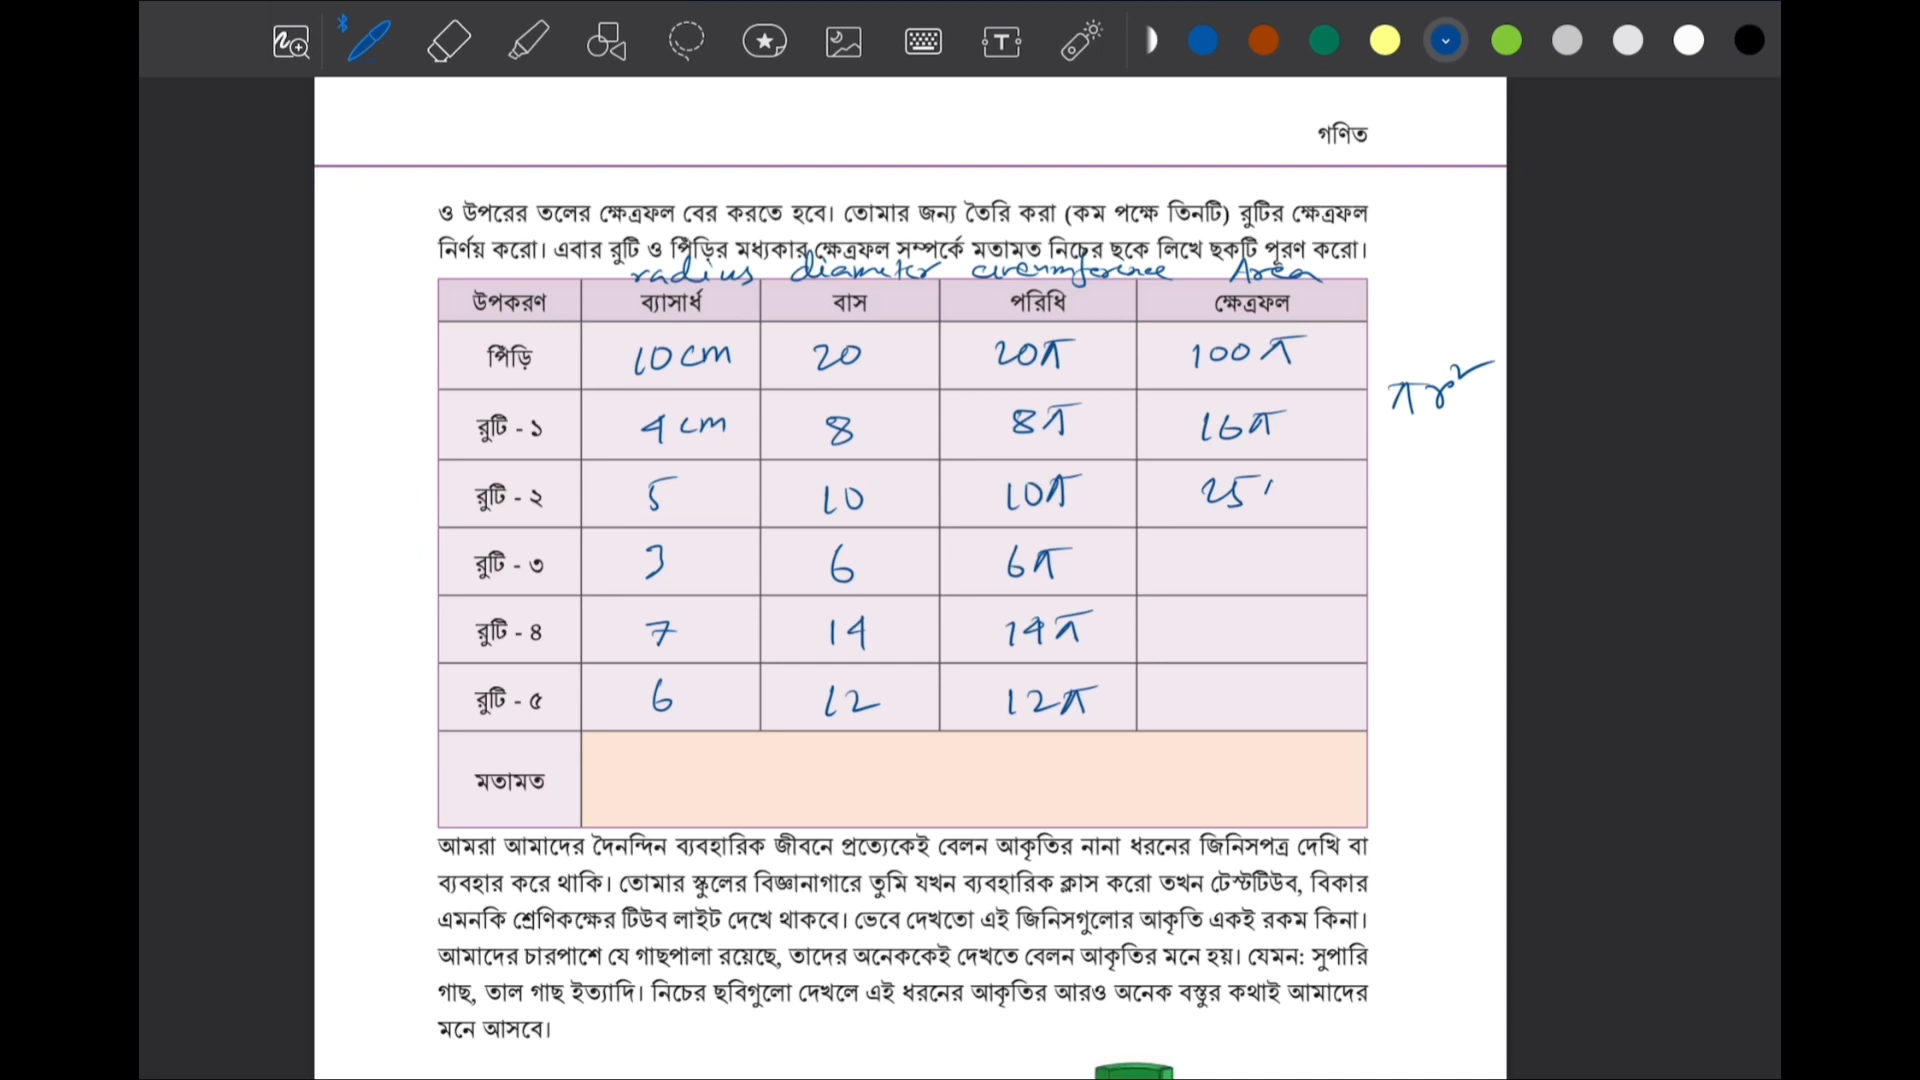 গণিত
ও উপরের তলের ক্ষেত্রফল বের করতে হবে। তোমার জন্য তৈরি করা (কম পক্ষে তিনটি) রুটির ক্ষেত্রফল
নির্ণয় করো। এবার রুটি ও পিঁড়ির মধ্যকার ক্ষেত্রফল সম্পর্কে মতামত নিচের ছকে লিখে ছকটি পূরণ করো।
radius diameter circumference Area
উপকরণ ব্যাসার্ধ বাস পরিধি ক্ষেত্রফল
পিঁড়ি 10 cm 20 20π 100 π
πr²
রুটি - ১ 4 cm 8 8π 16π
রুটি - ২ 5 10 10π 25
রুটি - ৩ 3 6 6π
রুটি - ৪ 7 14 14π
রুটি - ৫ 6 12 12π
মতামত
আমরা আমাদের দৈনন্দিন ব্যবহারিক জীবনে প্রত্যেকেই বেলন আকৃতির নানা ধরনের জিনিসপত্র দেখি বা
ব্যবহার করে থাকি। তোমার স্কুলের বিজ্ঞানাগারে তুমি যখন ব্যবহারিক ক্লাস করো তখন টেস্টটিউব, বিকার
এমনকি শ্রেণিকক্ষের টিউব লাইট দেখে থাকবে। ভেবে দেখতো এই জিনিসগুলোর আকৃতি একই রকম কিনা।
আমাদের চারপাশে যে গাছপালা রয়েছে, তাদের অনেককেই দেখতে বেলন আকৃতির মনে হয়। যেমন: সুপারি
গাছ, তাল গাছ ইত্যাদি। নিচের ছবিগুলো দেখলে এই ধরনের আকৃতির আরও অনেক বস্তুর কথাই আমাদের
মনে আসবে।